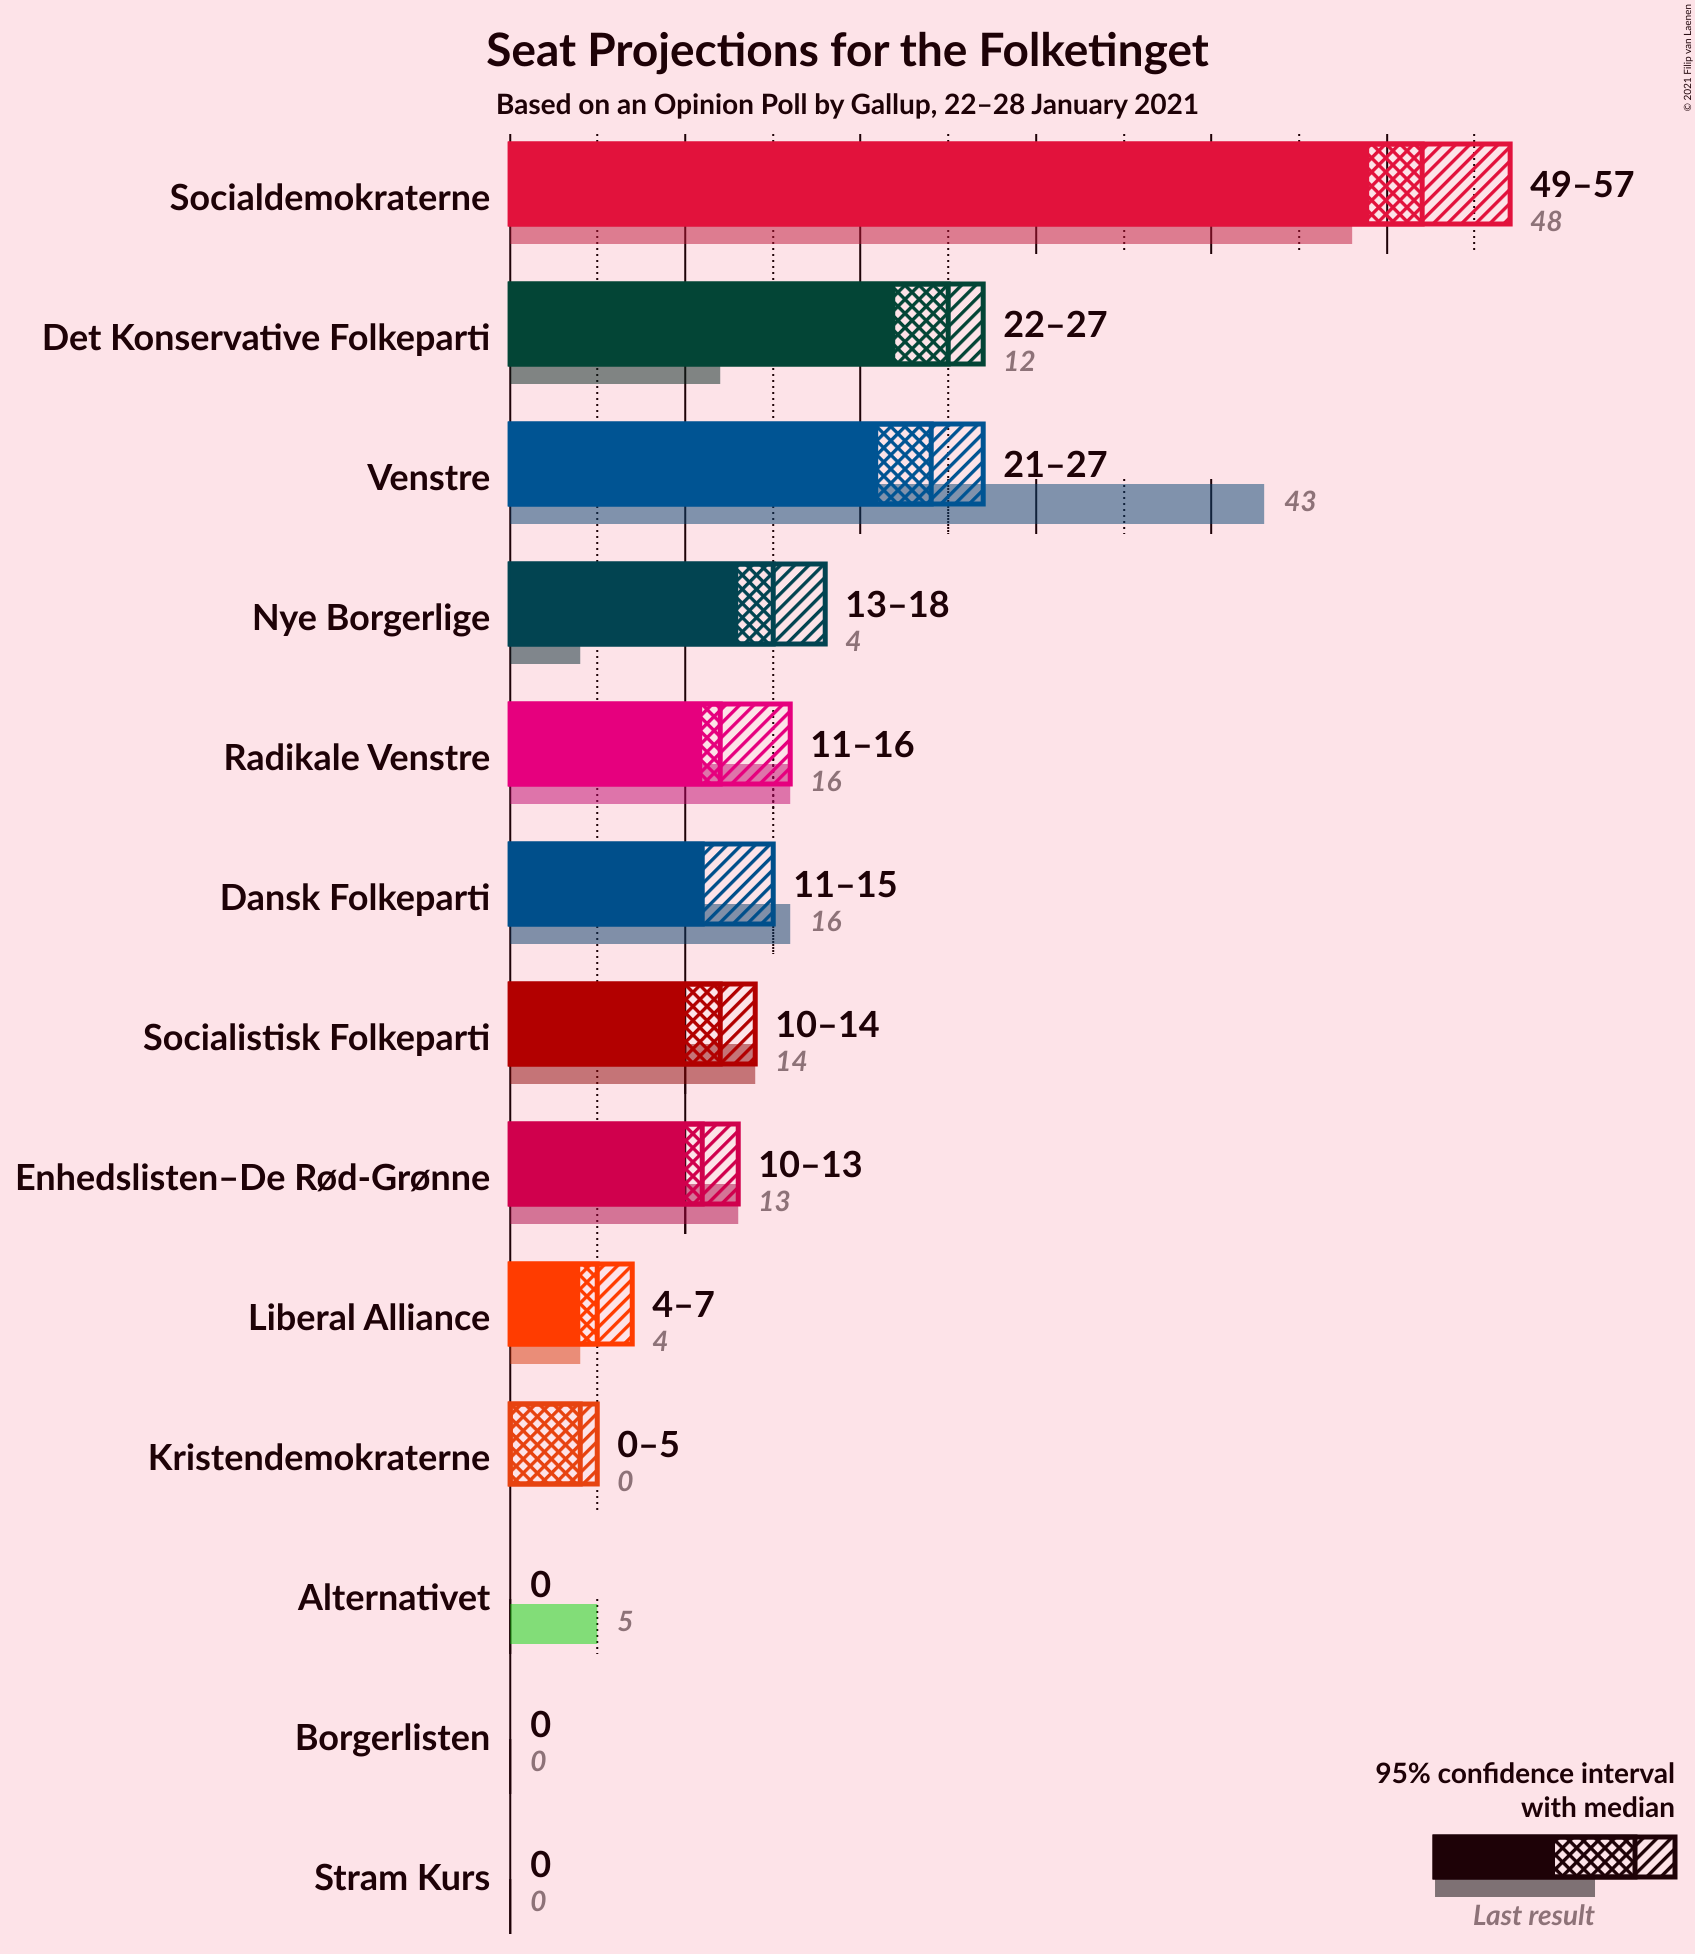 Seat Projections for the Folketinget
Based on an Opinion Poll by Gallup, 22–28 January 2021
© 2021 Filip van Laenen
Socialdemokraterne
49–57
48
Det Konservative Folkeparti
22–27
12
Venstre
21–27
43
Nye Borgerlige
13–18
4
Radikale Venstre
11–16
16
Dansk Folkeparti
11–15
16
Socialistisk Folkeparti
10–14
14
Enhedslisten–De Rød-Grønne
10–13
13
Liberal Alliance
4–7
4
Kristendemokraterne
0–5
0
Alternativet
0
5
Borgerlisten
0
0
Stram Kurs
0
0
95% confidence interval
with median
Last result